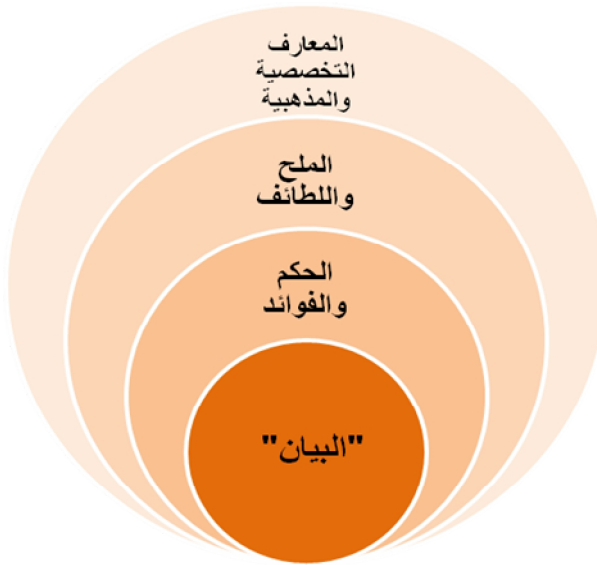 المعارف
التخصصية
والمذهبية
الملح
واللطائف
الحكم
والفوائد
"البيان"